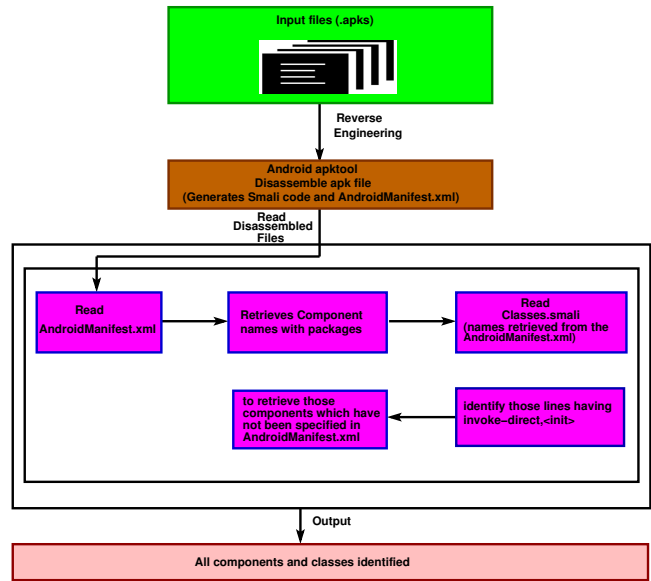 Input files (.apks)
Reverse
Engineering
Android apktool
Disassemble apk file
(Generates Smali code and AndroidManifest.xml)
Read
Disassembled
Files
Read
AndroidManifest.xml
Retrieves Component
names with packages
Read
Classes.smali
(names retrieved from the
AndroidManifest.xml)
identify those lines having
invoke–direct,<init>
to retrieve those
components which have
not been specified in
AndroidManifest.xml
Output
All components and classes identified